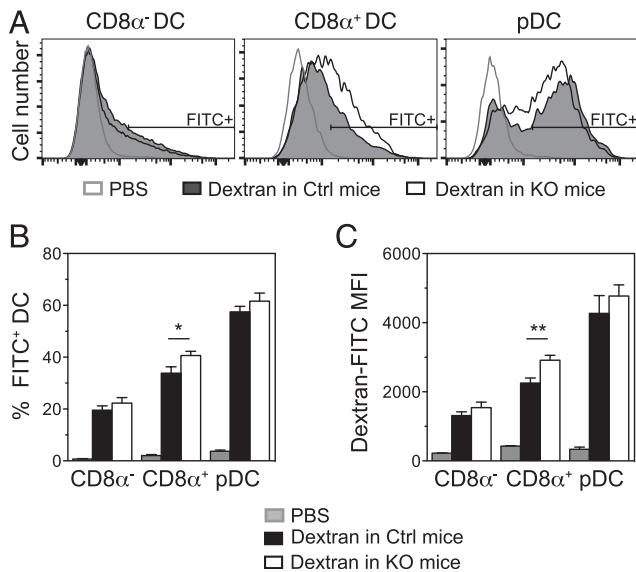 A
CD8α⁻ DC
CD8α⁺ DC
pDC
Cell number
FITC+
FITC+
FITC+
PBS
Dextran in Ctrl mice
Dextran in KO mice
B
% FITC⁺ DC
80
60
40
20
0
*
CD8α⁻ CD8α⁺ pDC
C
Dextran-FITC MFI
6000
4000
2000
0
**
CD8α⁻ CD8α⁺ pDC
PBS
Dextran in Ctrl mice
Dextran in KO mice